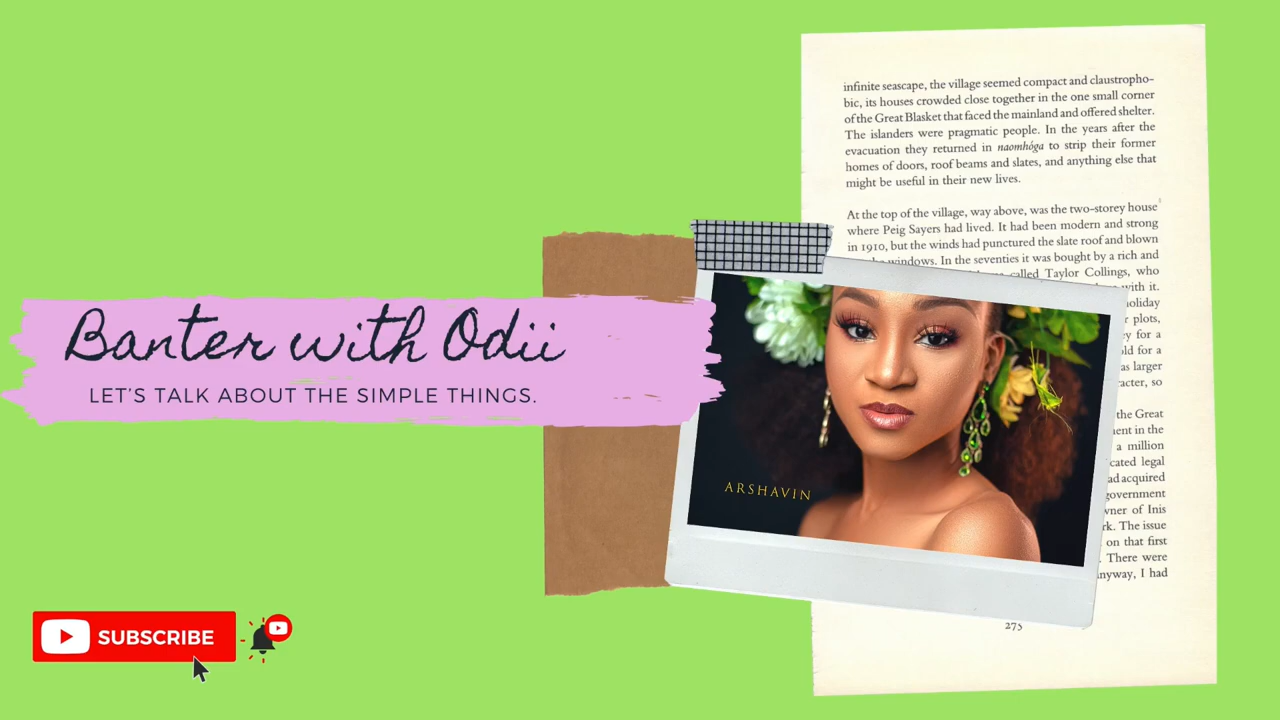 Banter with Odii
LET'S TALK ABOUT THE SIMPLE THINGS.
SUBSCRIBE
ARSHAVIN
infinite seascape, the village seemed compact and claustropho-
bic, its houses crowded close together in the one small corner
of the Great Blasket that faced the mainland and offered shelter.
The islanders were pragmatic people. In the years after the
evacuation they returned in naomhóga to strip their former
homes of doors, roof beams and slates, and anything else that
might be useful in their new lives.
At the top of the village, way above, was the two-storey house
where Peig Sayers had lived. It had been modern and strong
in 1910, but the winds had punctured the slate roof and blown
windows. In the seventies it was bought by a rich and
called Taylor Collings, who
with it.
holiday
plots,
for a
old for a
as larger
so
the Great
in the
a million
legal
acquired
government
of Inis
The issue
on that first
There were
anyway, I had
275